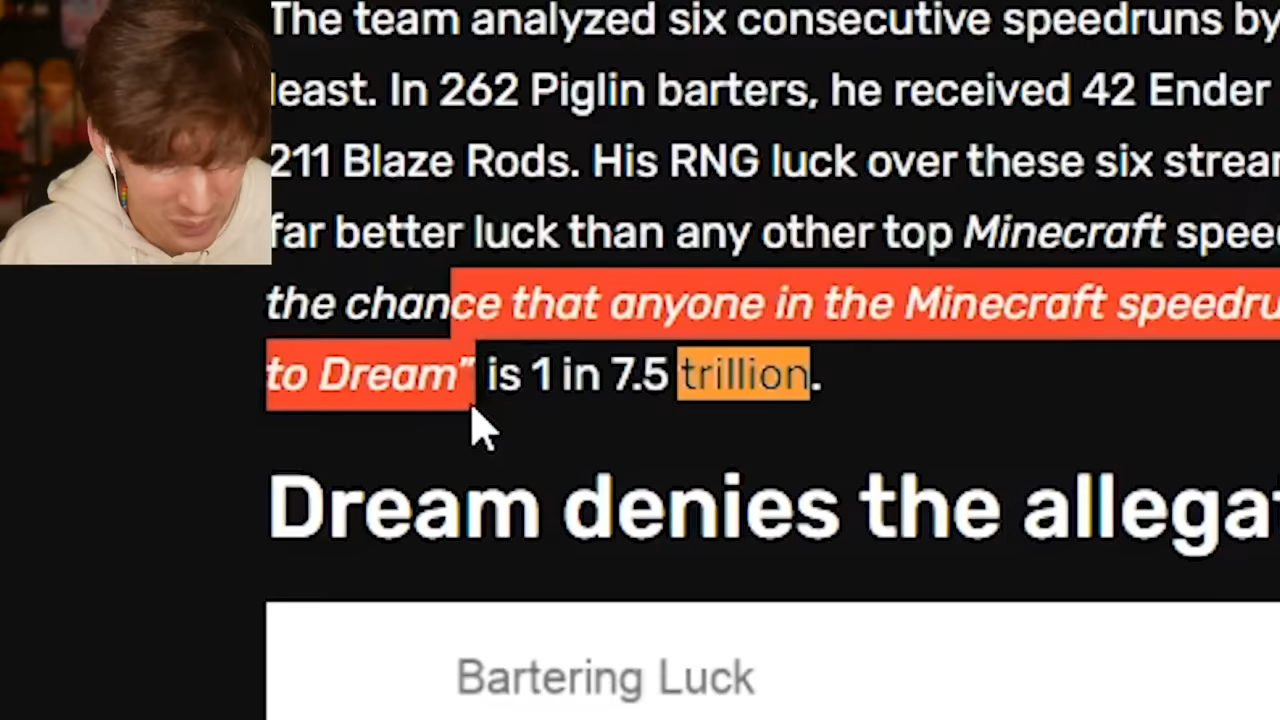 The team analyzed six consecutive speedruns by
least. In 262 Piglin barters, he received 42 Ender
211 Blaze Rods. His RNG luck over these six strea
far better luck than any other top Minecraft spee
the chance that anyone in the Minecraft speedru
to Dream" is 1 in 7.5 trillion.
Dream denies the allega
Bartering Luck